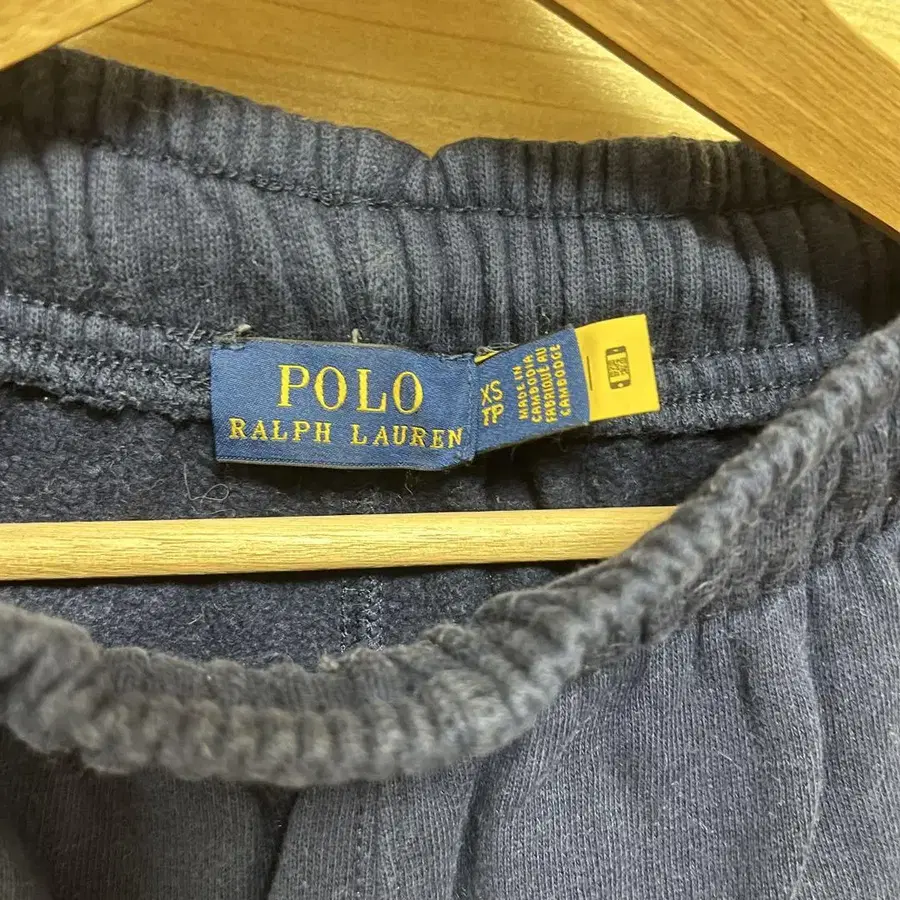 POLO
RALPH LAUREN
XS
TP
MADE IN
CAMBODIA
FABRIQUÉ AU
CAMBODGE